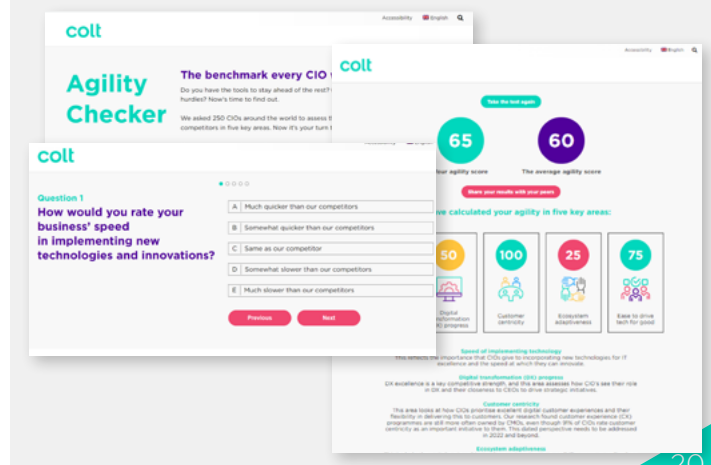 Accessibility English
colt
Agility
Checker
The benchmark every CIO
Do you have the tools to stay ahead of the rest?
hurdles? Now's time to find out.
We asked 250 CIOs around the world to assess
competitors in five key areas. Now it's your turn
colt
Question 1
How would you rate your
business' speed
in implementing new
technologies and innovations?
A Much quicker than our competitors
B Somewhat quicker than our competitors
C Same as our competitor
D Somewhat slower than our competitors
E Much slower than our competitors
Previous Next
Accessibility English
colt
Take the test again
65 60
Your agility score The average agility score
Share your results with your peers
ve calculated your agility in five key areas:
50 100 25 75
Digital
Customer
centricity
Ecosystem
adaptiveness
Ease to drive
tech for good
Speed of implementing technology
This reflects the importance that CIOs give to incorporating new technologies for IT
excellence and the speed at which they can innovate.
Digital transformation (DX) progress
DX excellence is a key competitive strength, and this area assesses how CIO's see their role
in DX and their closeness to CEOs to drive strategic initiatives.
Customer centricity
This area looks at how CIOs prioritise excellent digital customer experiences and their
flexibility in delivering this to customers. Our research found customer experience (CX)
programmes are still more often owned by CMOs, even though 91% of CIOs rate customer
centricity as an important initiative to them. This dated perspective needs to be addressed
in 2022 and beyond.
Ecosystem adaptiveness
20